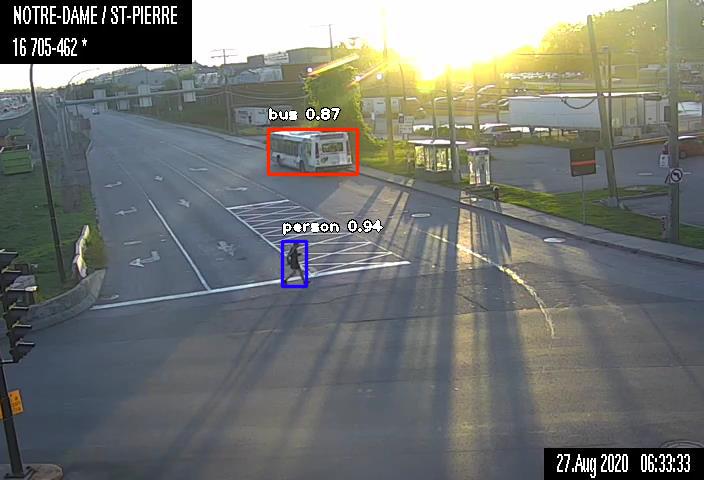 NOTRE-DAME / ST-PIERRE
16 705-462 *
bus 0.87
person 0.94
27.Aug 2020 06:33:33